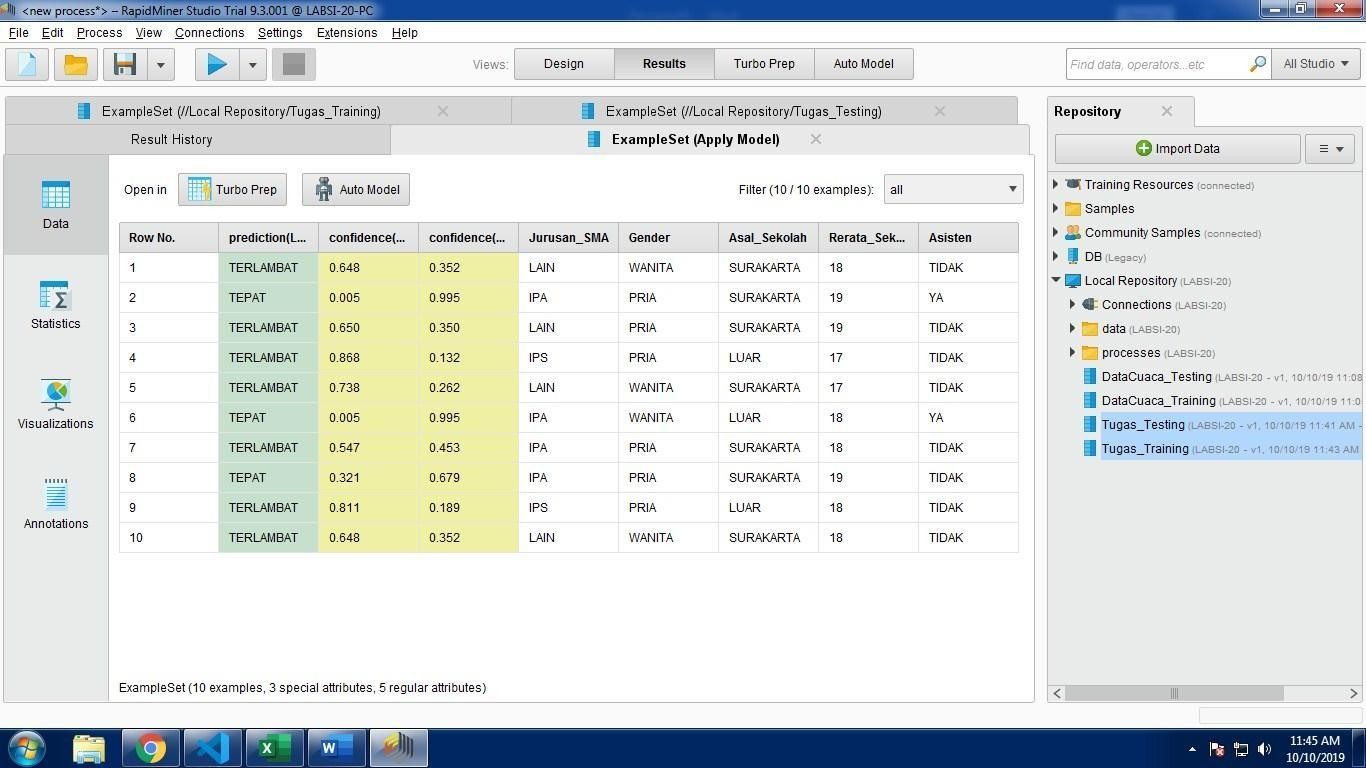 <new process*> – RapidMiner Studio Trial 9.3.001 @ LABSI-20-PC
File Edit Process View Connections Settings Extensions Help
Views: Design Results Turbo Prep Auto Model
Find data, operators...etc All Studio
ExampleSet (//Local Repository/Tugas_Training) ExampleSet (//Local Repository/Tugas_Testing)
Result History ExampleSet (Apply Model)
Data
Statistics
Visualizations
Annotations
Open in Turbo Prep Auto Model Filter (10 / 10 examples): all
Row No. prediction(L... confidence(... confidence(... Jurusan_SMA Gender Asal_Sekolah Rerata_Sek... Asisten
1 TERLAMBAT 0.648 0.352 LAIN WANITA SURAKARTA 18 TIDAK
2 TEPAT 0.005 0.995 IPA PRIA SURAKARTA 19 YA
3 TERLAMBAT 0.650 0.350 LAIN PRIA SURAKARTA 19 TIDAK
4 TERLAMBAT 0.868 0.132 IPS PRIA LUAR 17 TIDAK
5 TERLAMBAT 0.738 0.262 LAIN WANITA SURAKARTA 17 TIDAK
6 TEPAT 0.005 0.995 IPA WANITA LUAR 18 YA
7 TERLAMBAT 0.547 0.453 IPA PRIA SURAKARTA 18 TIDAK
8 TEPAT 0.321 0.679 IPA PRIA SURAKARTA 19 TIDAK
9 TERLAMBAT 0.811 0.189 IPS PRIA LUAR 18 TIDAK
10 TERLAMBAT 0.648 0.352 LAIN WANITA SURAKARTA 18 TIDAK
ExampleSet (10 examples, 3 special attributes, 5 regular attributes)
Repository
Import Data
Training Resources (connected)
Samples
Community Samples (connected)
DB (Legacy)
Local Repository (LABSI-20)
Connections (LABSI-20)
data (LABSI-20)
processes (LABSI-20)
DataCuaca_Testing (LABSI-20 - v1, 10/10/19 11:08
DataCuaca_Training (LABSI-20 - v1, 10/10/19 11:0
Tugas_Testing (LABSI-20 - v1, 10/10/19 11:41 AM -
Tugas_Training (LABSI-20 - v1, 10/10/19 11:43 AM
11:45 AM
10/10/2019